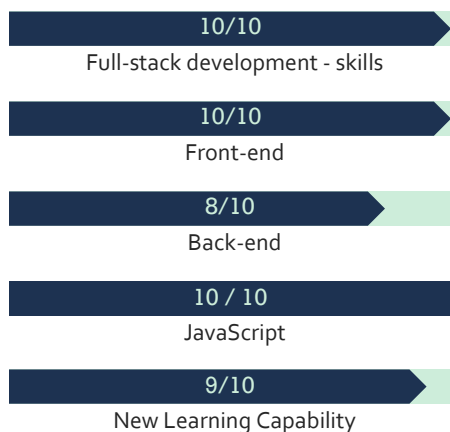 10/10
Full-stack development - skills
10/10
Front-end
8/10
Back-end
10 / 10
JavaScript
9/10
New Learning Capability